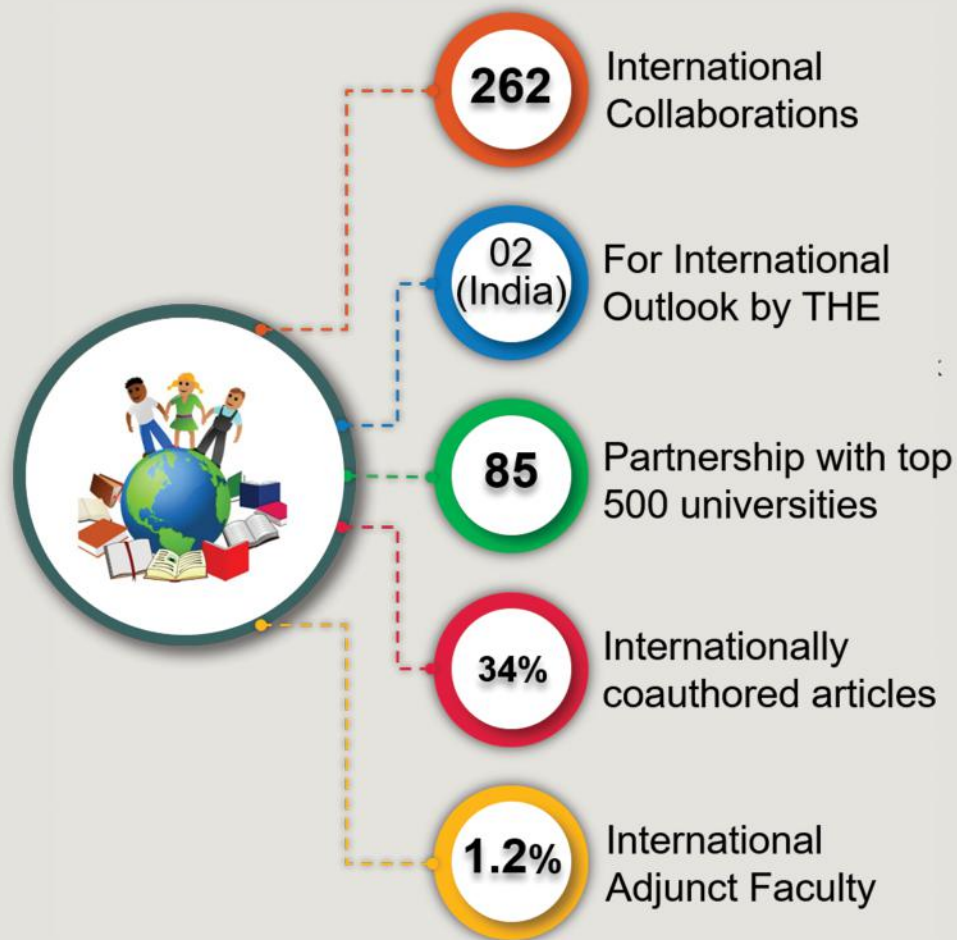 262
International
Collaborations
02
(India)
For International
Outlook by THE
85
Partnership with top
500 universities
34%
Internationally
coauthored articles
1.2%
International
Adjunct Faculty